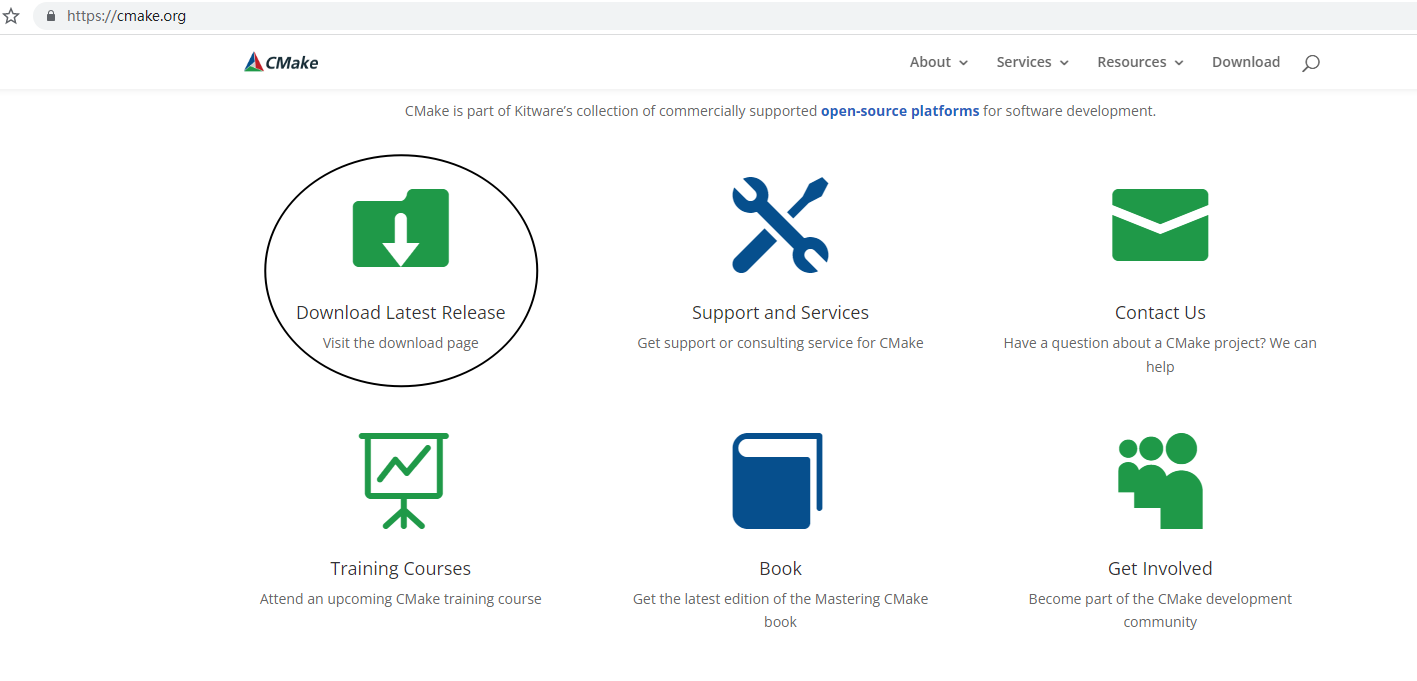 https://cmake.org
CMake
About Services Resources Download
CMake is part of Kitware’s collection of commercially supported open-source platforms for software development.
Download Latest Release
Visit the download page
Support and Services
Get support or consulting service for CMake
Contact Us
Have a question about a CMake project? We can
help
Training Courses
Attend an upcoming CMake training course
Book
Get the latest edition of the Mastering CMake
book
Get Involved
Become part of the CMake development
community